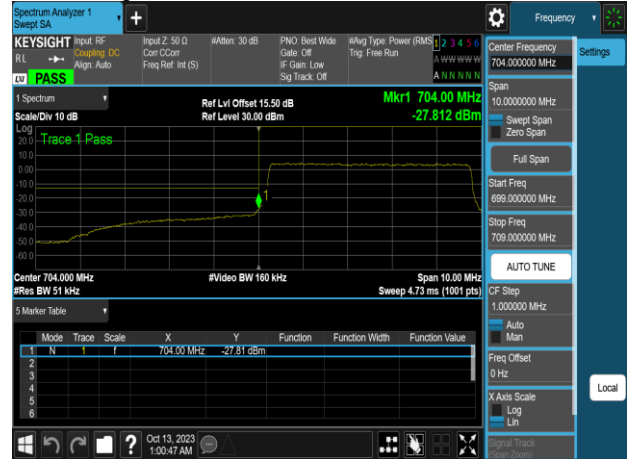 Spectrum Analyzer 1
Swept SA
Frequency
KEYSIGHT
Input: RF
Coupling: DC
Align: Auto
Input Z: 50 Ω
Corr CCorr
Freq Ref: Int (S)
#Atten: 30 dB
PNO: Best Wide
Gate: Off
IF Gain: Low
Sig Track: Off
#Avg Type: Power (RMS
Trig: Free Run
1 2 3 4 5 6
A W W W W W
A N N N N N
R L
LXI
PASS
1 Spectrum
Scale/Div 10 dB
Ref Lvl Offset 15.50 dB
Ref Level 30.00 dBm
Mkr1 704.00 MHz
-27.812 dBm
Log
Trace 1 Pass
20.0
10.0
0.00
-10.0
-20.0
-30.0
-40.0
-50.0
-60.0
1
Center 704.000 MHz
#Res BW 51 kHz
#Video BW 160 kHz
Span 10.00 MHz
Sweep 4.73 ms (1001 pts)
5 Marker Table
Mode Trace Scale X Y Function Function Width Function Value
1 N 1 f 704.00 MHz -27.81 dBm
2
3
4
5
6
Oct 13, 2023
1:00:47 AM
Center Frequency
704.000000 MHz
Settings
Span
10.0000000 MHz
Swept Span
Zero Span
Full Span
Start Freq
699.000000 MHz
Stop Freq
709.000000 MHz
AUTO TUNE
CF Step
1.000000 MHz
Auto
Man
Freq Offset
0 Hz
X Axis Scale
Log
Lin
Local
Signal Track
(Span Zoom)